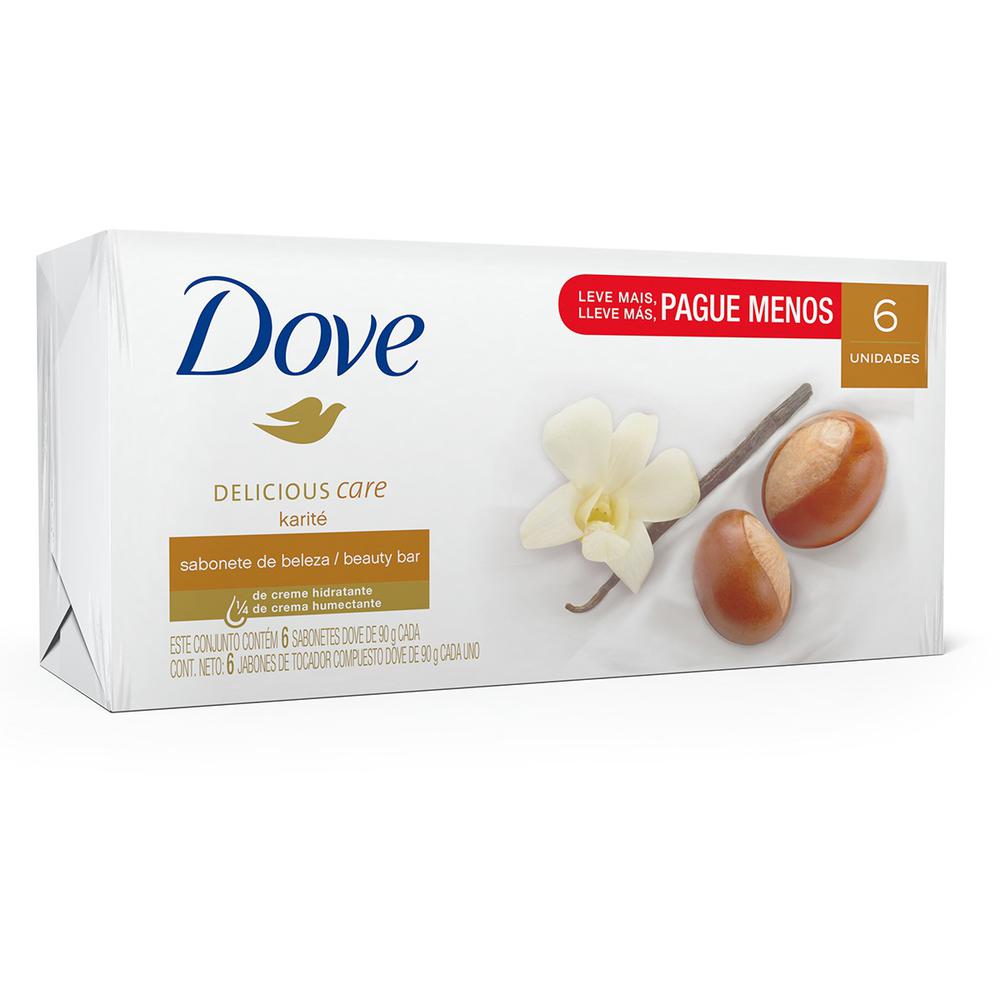 Dove
DELICIOUS care
karité
sabonete de beleza / beauty bar
de creme hidratante
1/4 de crema humectante
ESTE CONJUNTO CONTÉM 6 SABONETES DOVE DE 90 g CADA
CONT. NETO: 6 JABONES DE TOCADOR COMPUESTO DOVE DE 90 g CADA UNO
LEVE MAIS,
LLEVE MÁS, PAGUE MENOS
6
UNIDADES